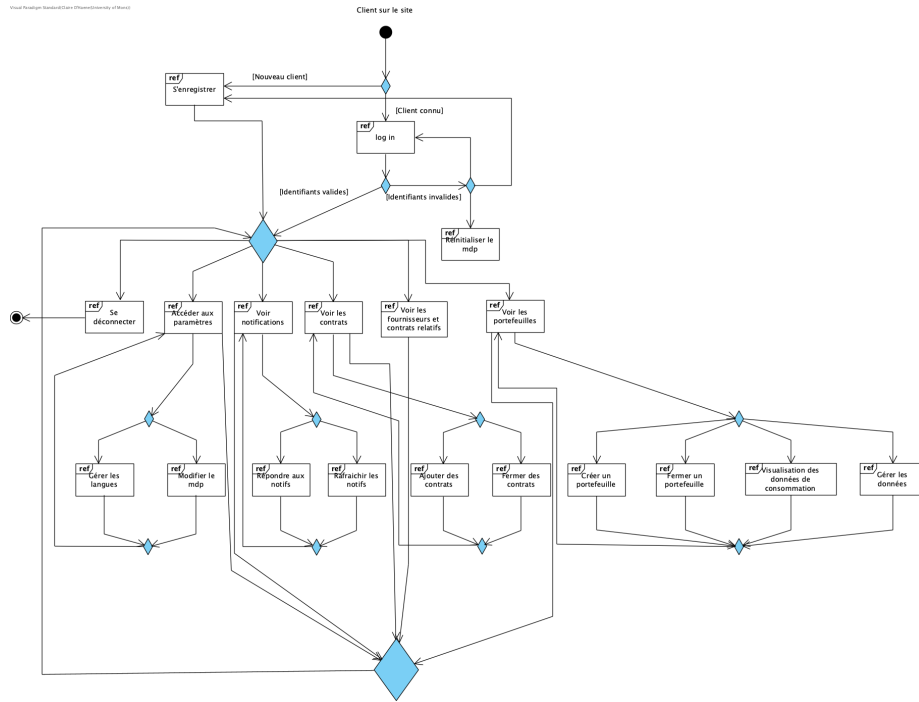 Visual Paradigm Standard(Claire O'Home(University of Mons))
Client sur le site
[Nouveau client]
ref
S'enregistrer
[Client connu]
ref
log in
[Identifiants valides]
[Identifiants invalides]
ref
Réinitialiser le
mdp
ref
Se
déconnecter
ref
Accéder aux
paramètres
ref
Voir
notifications
ref
Voir les
contrats
ref
Voir les
fournisseurs et
contrats relatifs
ref
Voir les
portefeuilles
ref
Gérer les
langues
ref
Modifier le
mdp
ref
Répondre aux
notifs
ref
Rafraichir les
notifs
ref
Ajouter des
contrats
ref
Fermer des
contrats
ref
Créer un
portefeuille
ref
Fermer un
portefeuille
ref
Visualisation des
données de
consommation
ref
Gérer les
données